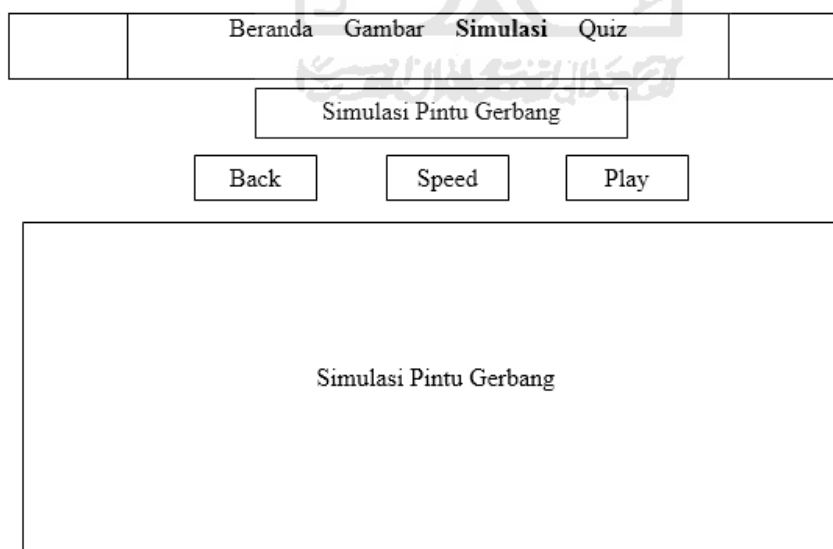 Beranda Gambar Simulasi Quiz
Simulasi Pintu Gerbang
Back Speed Play
Simulasi Pintu Gerbang